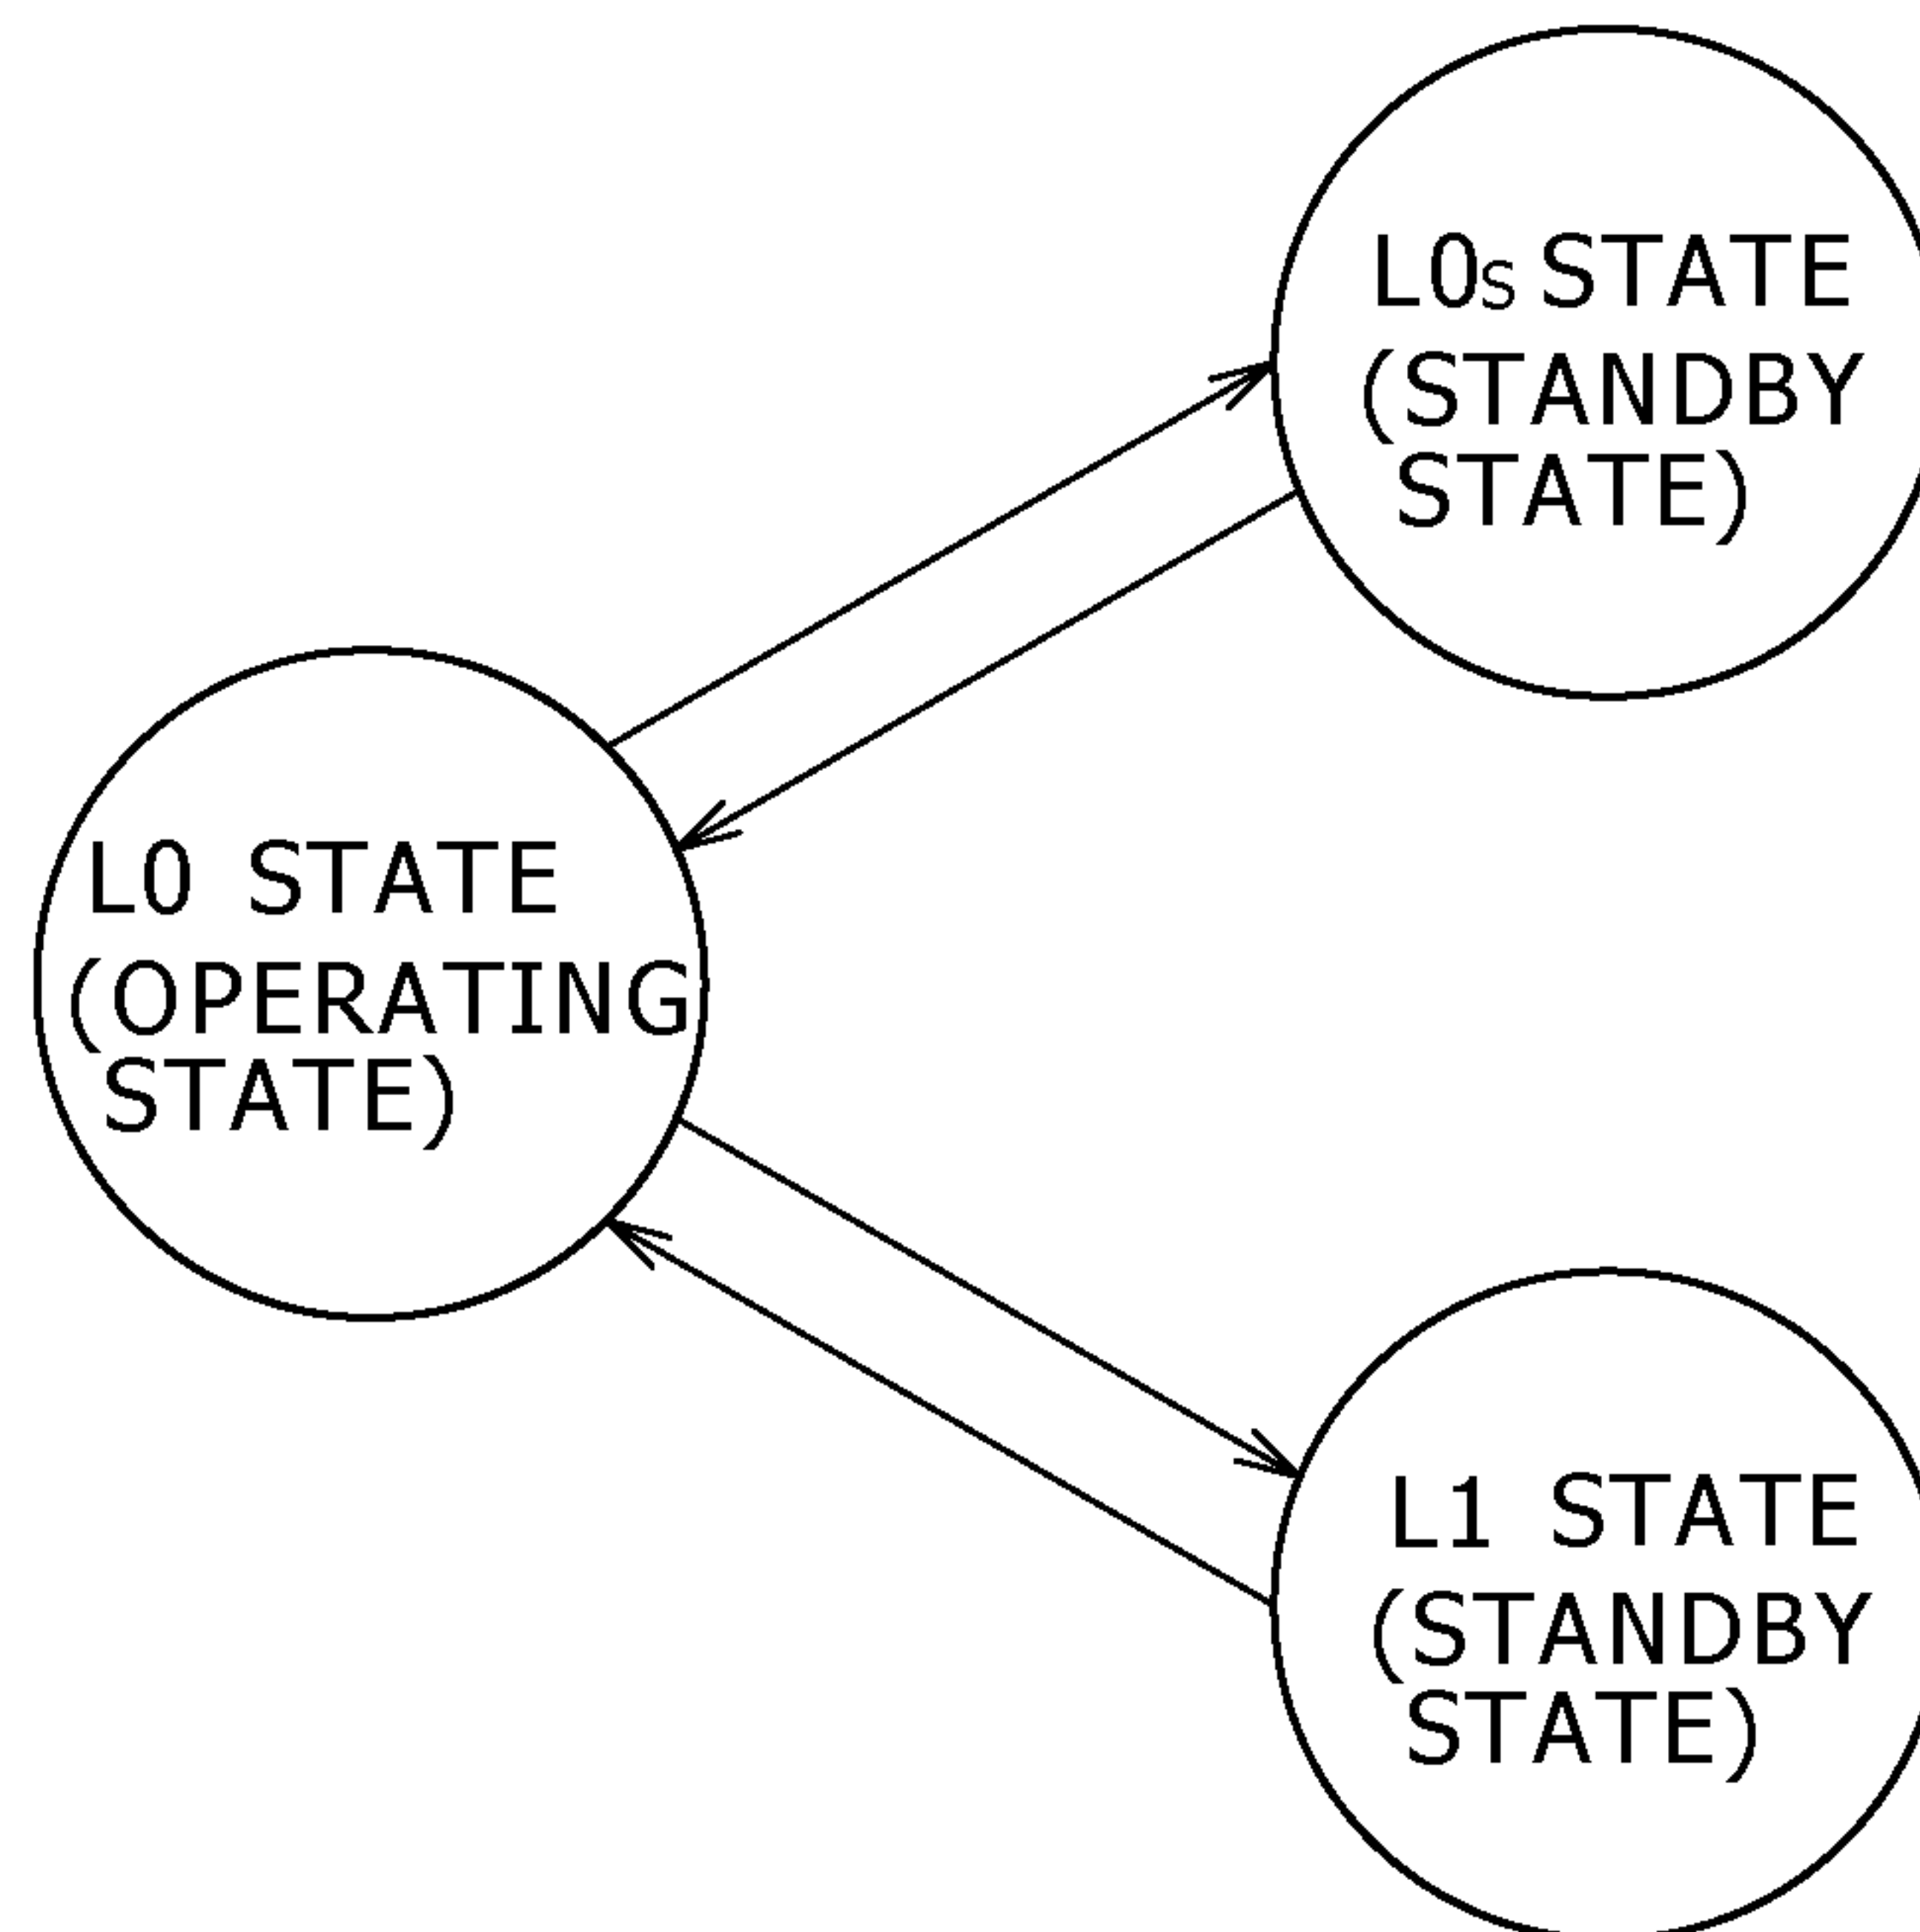 L0s STATE
(STANDBY
STATE)
L0 STATE
(OPERATING
STATE)
L1 STATE
(STANDBY
STATE)